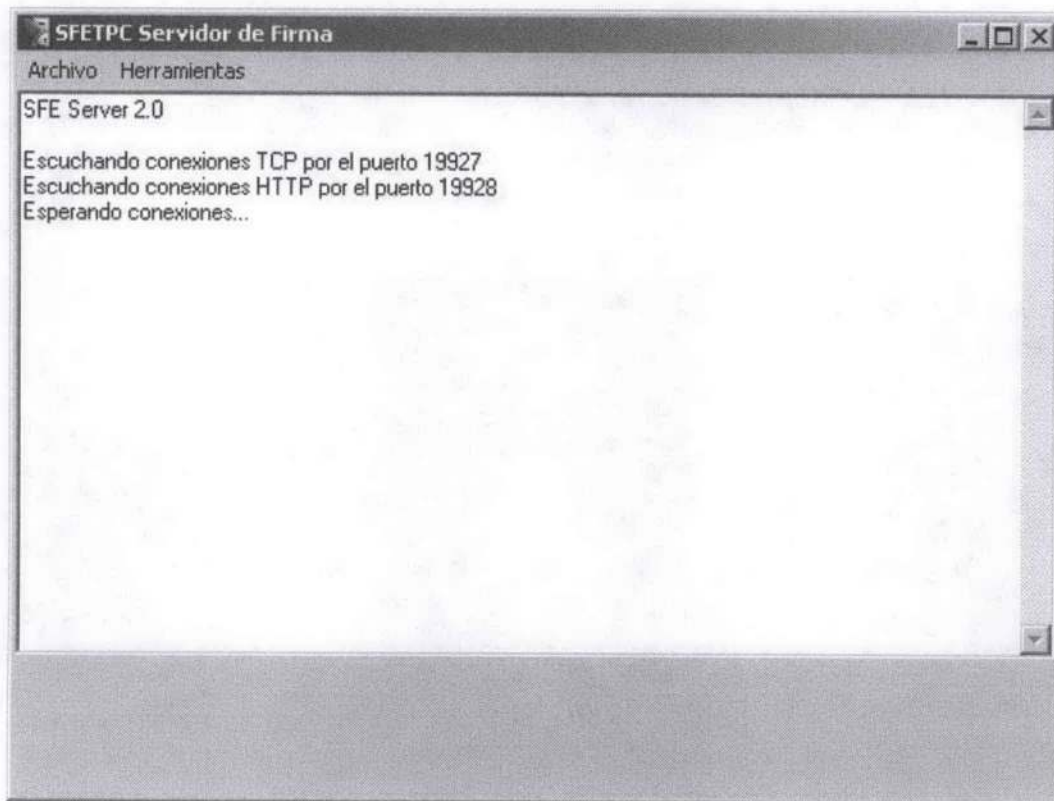 SFETPC Servidor de Firma
Archivo Herramientas
SFE Server 2.0
Escuchando conexiones TCP por el puerto 19927
Escuchando conexiones HTTP por el puerto 19928
Esperando conexiones...